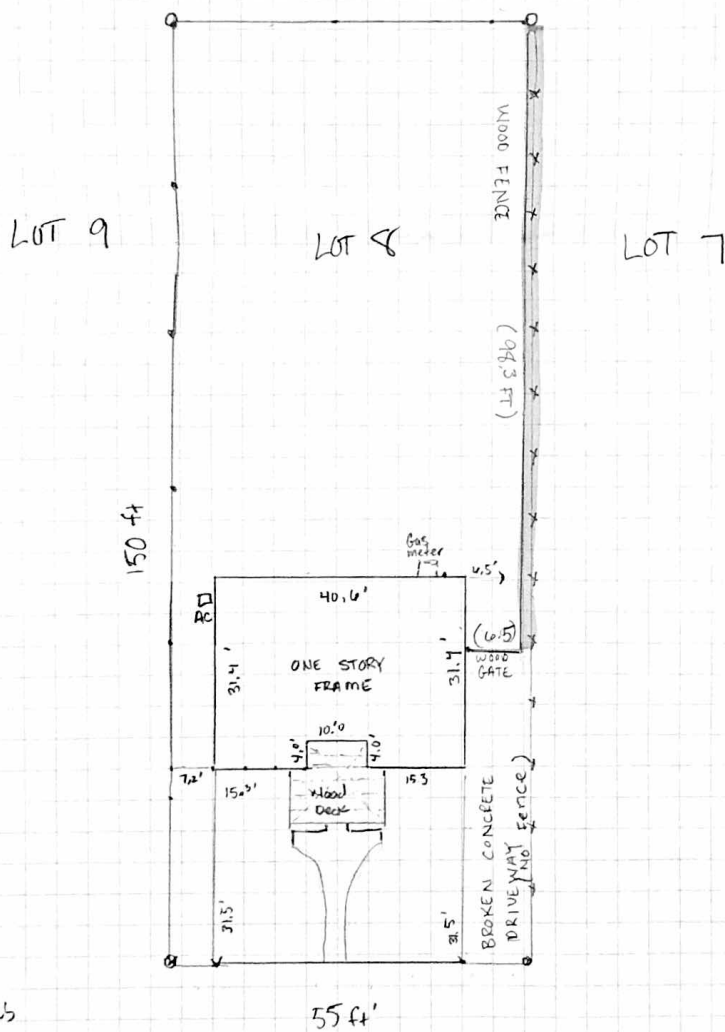 WOOD FENCE
LOT 9
LOT 8
LOT 7
(98.3 FT)
150 ft
Gas
meter
6.5'
40.6'
AC
(6.5)
WOOD
GATE
31.4'
31.4'
ONE STORY
FRAME
10.'0
4.0'
4.0'
7.2'
15.3'
Wood
Deck
15.3
BROKEN CONCRETE
DRIVEWAY (NO Fence)
31.5'
31.5'
55 ft'